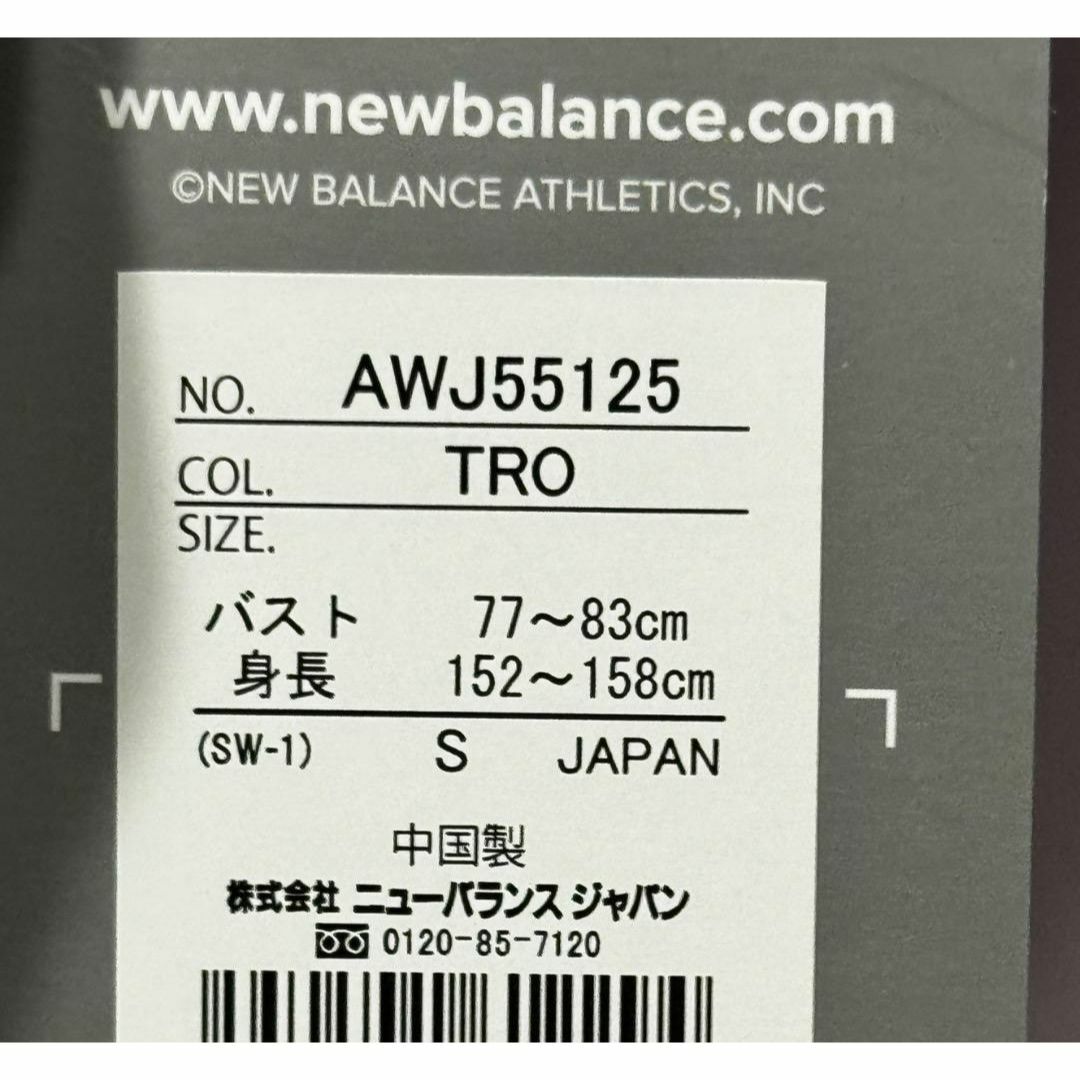 www.newbalance.com
©NEW BALANCE ATHLETICS, INC
NO. AWJ55125
COL. TRO
SIZE.
バスト 77～83cm
身長 152～158cm
(SW-1) S JAPAN
中国製
株式会社 ニューバランス ジャパン
0120-85-7120